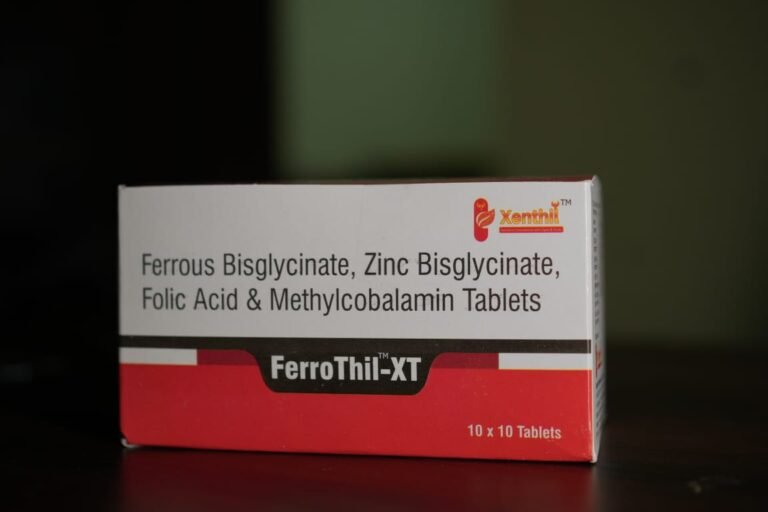 Xenthil™
Ferrous Bisglycinate, Zinc Bisglycinate,
Folic Acid & Methylcobalamin Tablets
FerroThil™-XT
10 x 10 Tablets